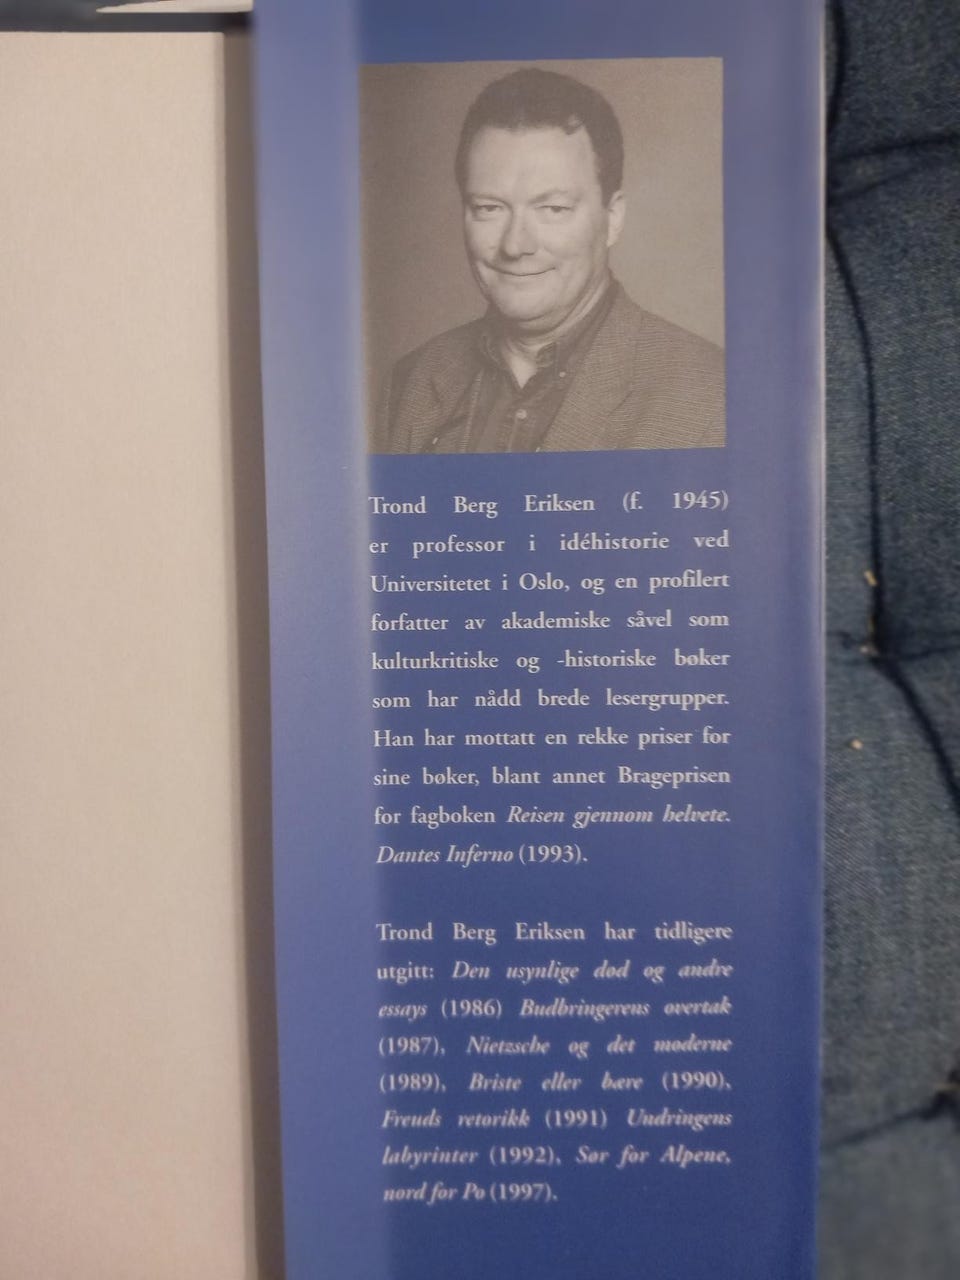 Trond Berg Eriksen (f. 1945)
er professor i idéhistorie ved
Universitetet i Oslo, og en profilert
forfatter av akademiske såvel som
kulturkritiske og -historiske bøker
som har nådd brede lesergrupper.
Han har mottatt en rekke priser for
sine bøker, blant annet Brageprisen
for fagboken Reisen gjennom helvete.
Dantes Inferno (1993).
Trond Berg Eriksen har tidligere
utgitt: Den usynlige død og andre
essays (1986) Budbringerens overtak
(1987), Nietzsche og det moderne
(1989), Briste eller bære (1990),
Freuds retorikk (1991) Undringens
labyrinter (1992), Sør for Alpene,
nord for Po (1997).